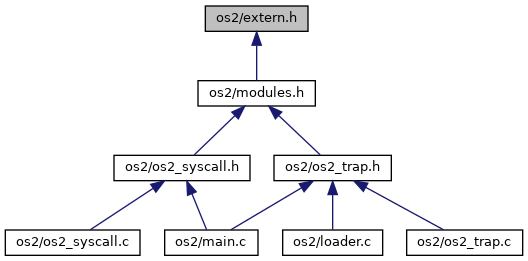 os2/extern.h
os2/modules.h
os2/os2_syscall.h
os2/os2_trap.h
os2/os2_syscall.c
os2/main.c
os2/loader.c
os2/os2_trap.c